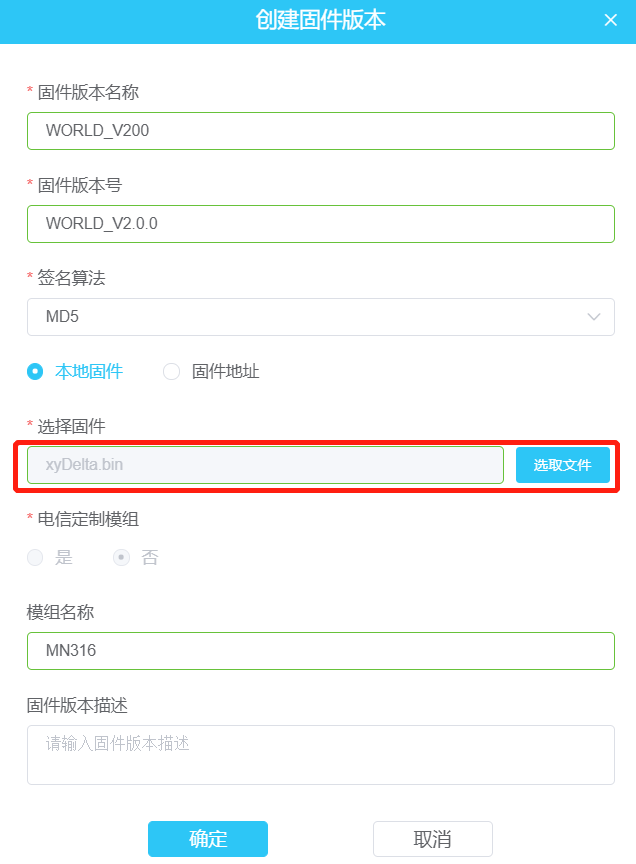 创建固件版本
* 固件版本名称
WORLD_V200
* 固件版本号
WORLD_V2.0.0
* 签名算法
MD5
本地固件 固件地址
* 选择固件
xyDelta.bin 选取文件
* 电信定制模组
是 否
模组名称
MN316
固件版本描述
请输入固件版本描述
确定 取消